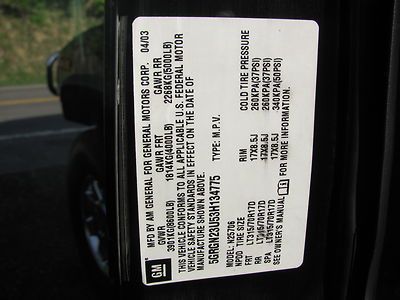 MFD BY AM GENERAL FOR GENERAL MOTORS CORP. 04/03
GVWR GAWR FRT GAWR RR
3901KG(8600LB) 1814KG(4000LB) 2268KG(5000LB)
THIS VEHICLE CONFORMS TO ALL APPLICABLE U.S. FEDERAL MOTOR
VEHICLE SAFETY STANDARDS IN EFFECT ON THE DATE OF
MANUFACTURE SHOWN ABOVE.
5GRGN23U53H134775 TYPE: M.P.V.
MODEL: N25706
NPDD TIRE SIZE RIM COLD TIRE PRESSURE
FRT LT315/70R17D 17X8.5J 260KPA(37PSI)
RR LT315/70R17D 17X8.5J 260KPA(37PSI)
SPA LT315/70R17D 17X8.5J 340KPA(50PSI)
SEE OWNER'S MANUAL FOR MORE INFORMATION.
GM